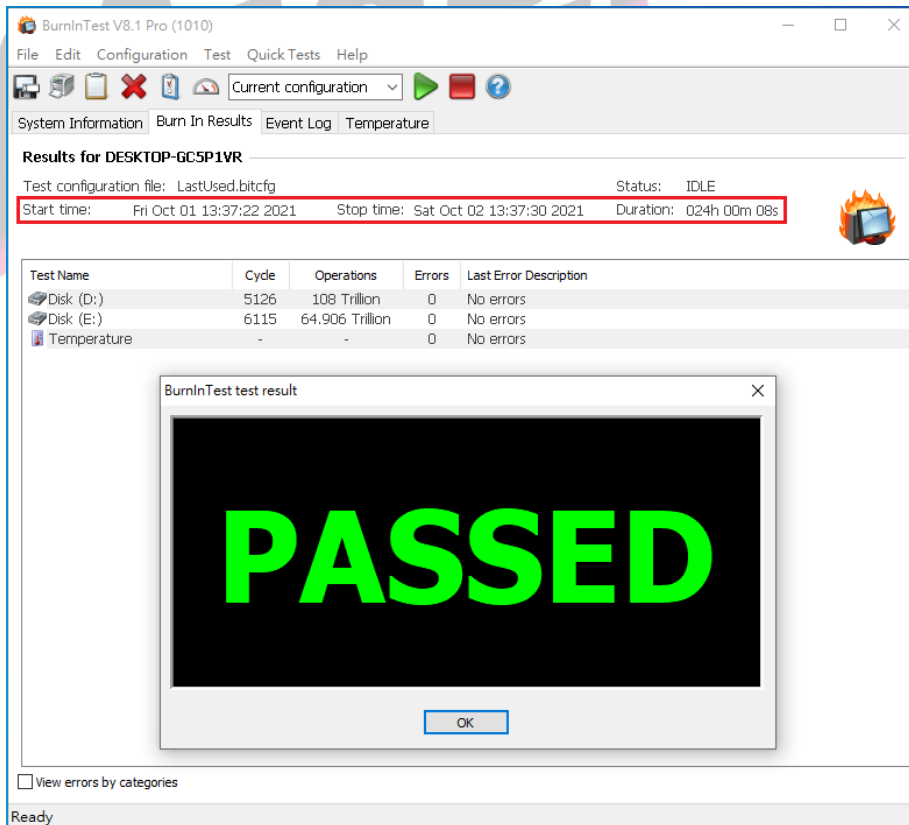 BurnInTest V8.1 Pro (1010)
File Edit Configuration Test Quick Tests Help
Current configuration
System Information Burn In Results Event Log Temperature
Results for DESKTOP-GC5P1VR
Test configuration file: LastUsed.bitcfg Status: IDLE
Start time: Fri Oct 01 13:37:22 2021 Stop time: Sat Oct 02 13:37:30 2021 Duration: 024h 00m 08s
Test Name Cycle Operations Errors Last Error Description
Disk (D:) 5126 108 Trillion 0 No errors
Disk (E:) 6115 64.906 Trillion 0 No errors
Temperature - - 0 No errors
BurnInTest test result
PASSED
OK
View errors by categories
Ready